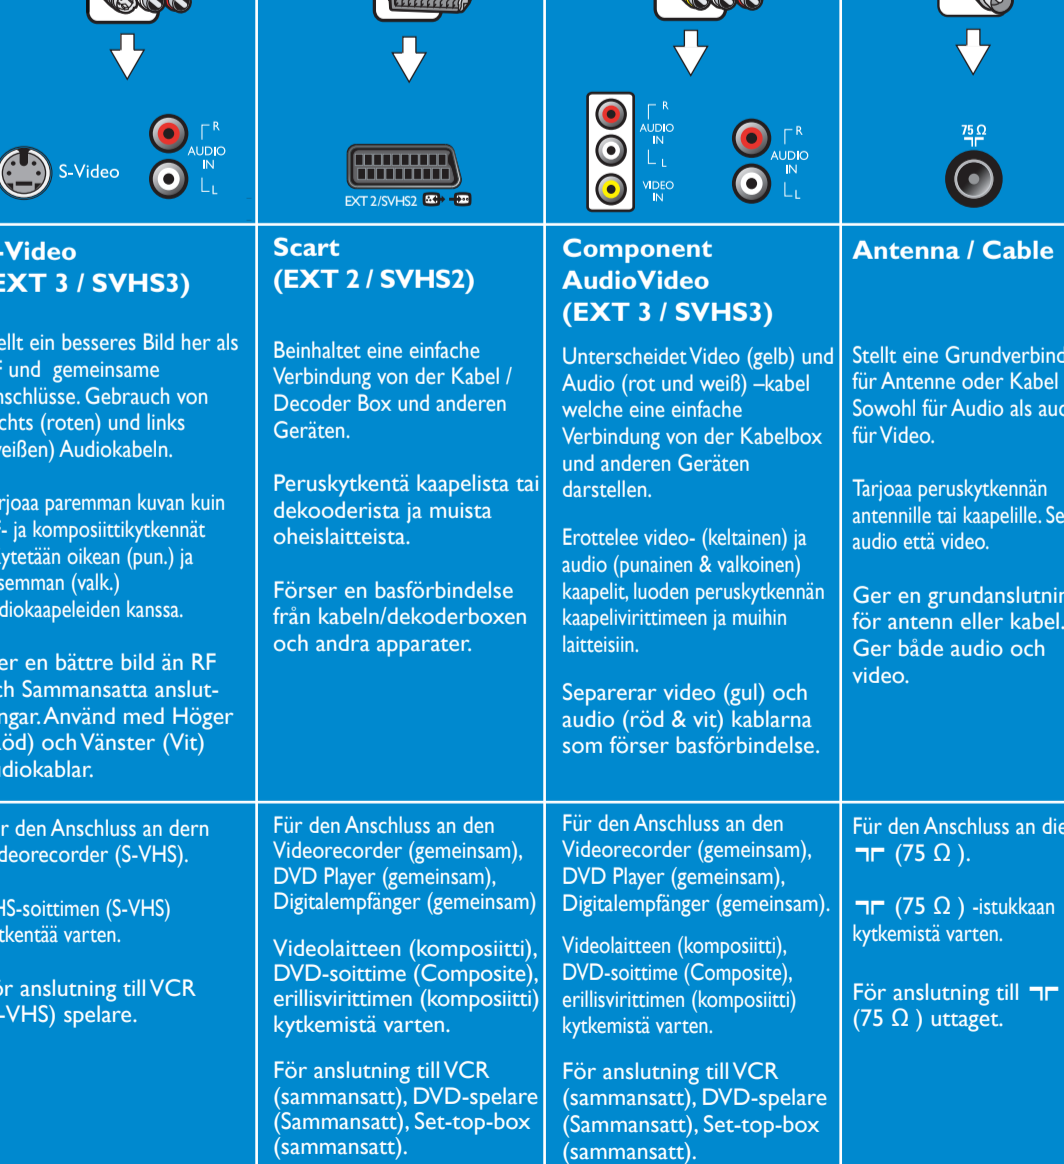 S-Video
R
AUDIO
IN
L
EXT 2/SVHS2
R
AUDIO
IN
L
VIDEO
IN
R
AUDIO
IN
L
75 Ω
-Video
EXT 3 / SVHS3)
ellt ein besseres Bild her als
F und gemeinsame
nschlüsse. Gebrauch von
chts (roten) und links
veißen) Audiokabeln.
rjoaa paremman kuvan kuin
- ja komposiittikytkennät
ytetään oikean (pun.) ja
semman (valk.)
diokaapeleiden kanssa.
er en bättre bild än RF
ch Sammansatta anslut-
ngar. Använd med Höger
öd) och Vänster (Vit)
diokablar.
r den Anschluss an dern
deorecorder (S-VHS).
HS-soittimen (S-VHS)
tkentää varten.
r anslutning till VCR
-VHS) spelare.
Scart
(EXT 2 / SVHS2)
Beinhaltet eine einfache
Verbindung von der Kabel /
Decoder Box und anderen
Geräten.
Peruskytkentä kaapelista tai
dekooderista ja muista
oheislaitteista.
Förser en basförbindelse
från kabeln/dekoderboxen
och andra apparater.
Für den Anschluss an den
Videorecorder (gemeinsam),
DVD Player (gemeinsam),
Digitalempfänger (gemeinsam)
Videolaitteen (komposiitti),
DVD-soittime (Composite),
erillisvirittimen (komposiitti)
kytkemistä varten.
För anslutning till VCR
(sammansatt), DVD-spelare
(Sammansatt), Set-top-box
(sammansatt).
Component
AudioVideo
(EXT 3 / SVHS3)
Unterscheidet Video (gelb) und
Audio (rot und weiß) –kabel
welche eine einfache
Verbindung von der Kabelbox
und anderen Geräten
darstellen.
Erottelee video- (keltainen) ja
audio (punainen & valkoinen)
kaapelit, luoden peruskytkennän
kaapelivirittimeen ja muihin
laitteisiin.
Separerar video (gul) och
audio (röd & vit) kablarna
som förser basförbindelse.
Für den Anschluss an den
Videorecorder (gemeinsam),
DVD Player (gemeinsam),
Digitalempfänger (gemeinsam).
Videolaitteen (komposiitti),
DVD-soittime (Composite),
erillisvirittimen (komposiitti)
kytkemistä varten.
För anslutning till VCR
(sammansatt), DVD-spelare
(Sammansatt), Set-top-box
(sammansatt).
Antenna / Cable
Stellt eine Grundverbind
für Antenne oder Kabel
Sowohl für Audio als auc
für Video.
Tarjoaa peruskytkennän
antennille tai kaapelille. Se
audio että video.
Ger en grundanslutnin
för antenn eller kabel.
Ger både audio och
video.
Für den Anschluss an die
(75 Ω ).
(75 Ω ) -istukkaan
kytkemistä varten.
För anslutning till
(75 Ω ) uttaget.